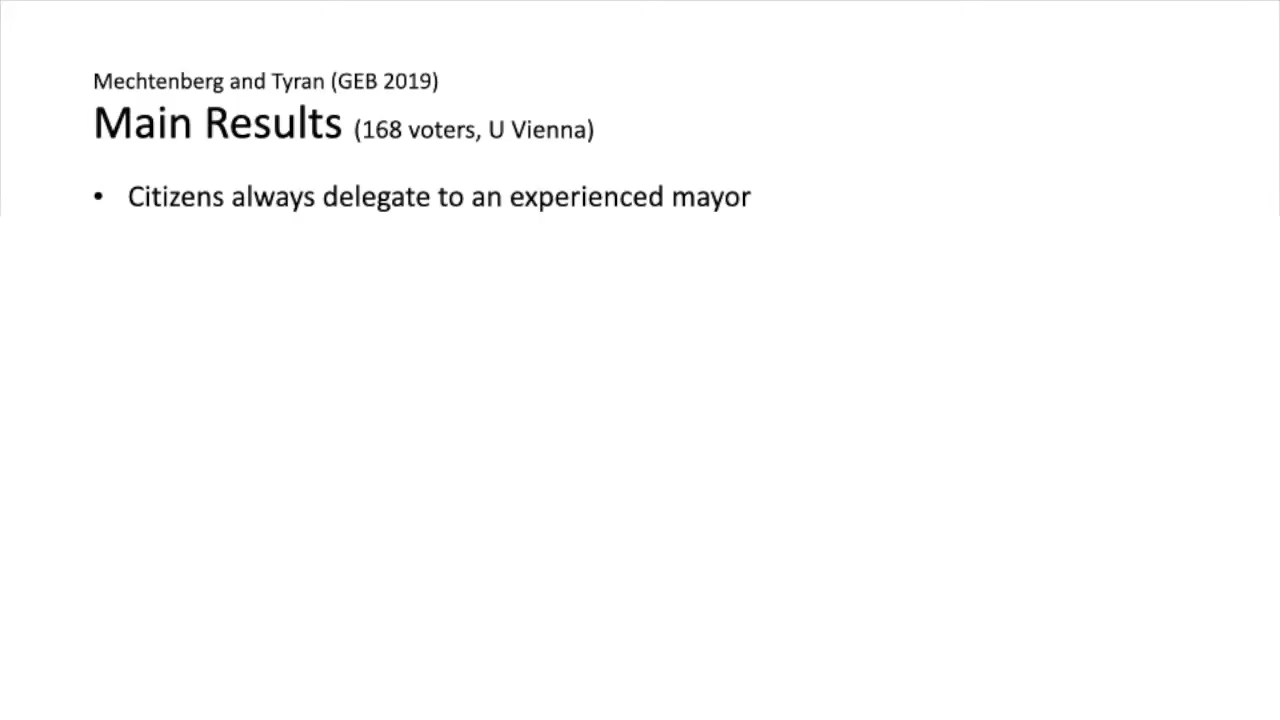 Mechtenberg and Tyran (GEB 2019)
Main Results (168 voters, U Vienna)
• Citizens always delegate to an experienced mayor